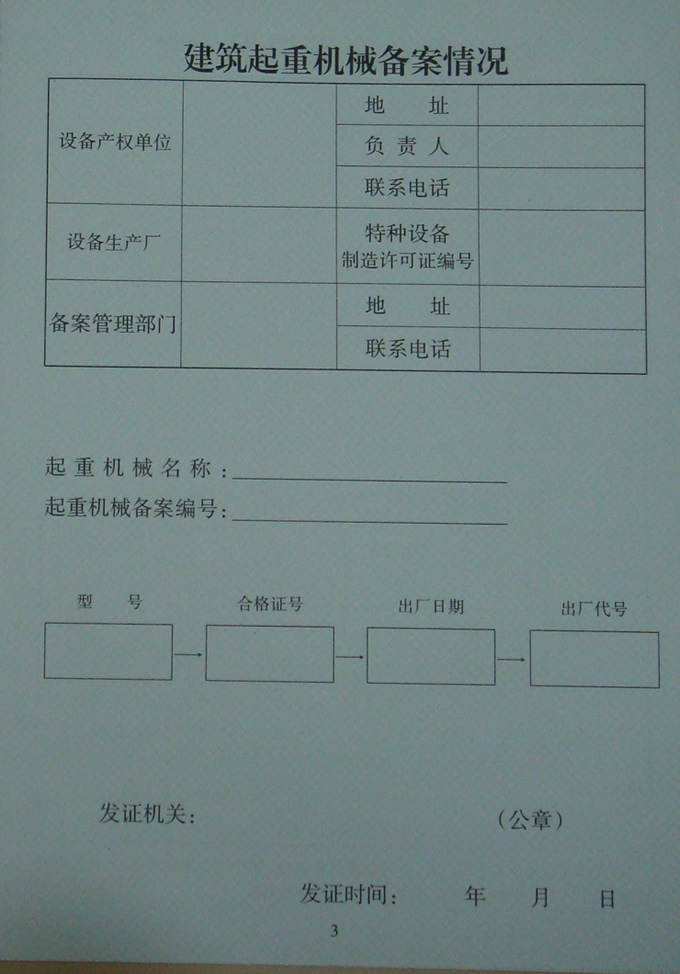 建筑起重机械备案情况
设备产权单位
地 址
负 责 人
联系电话
设备生产厂
特种设备
制造许可证编号
备案管理部门
地 址
联系电话
起重机械名称:
起重机械备案编号:
型 号
合格证号
出厂日期
出厂代号
发证机关:
(公章)
发证时间: 年 月 日
3